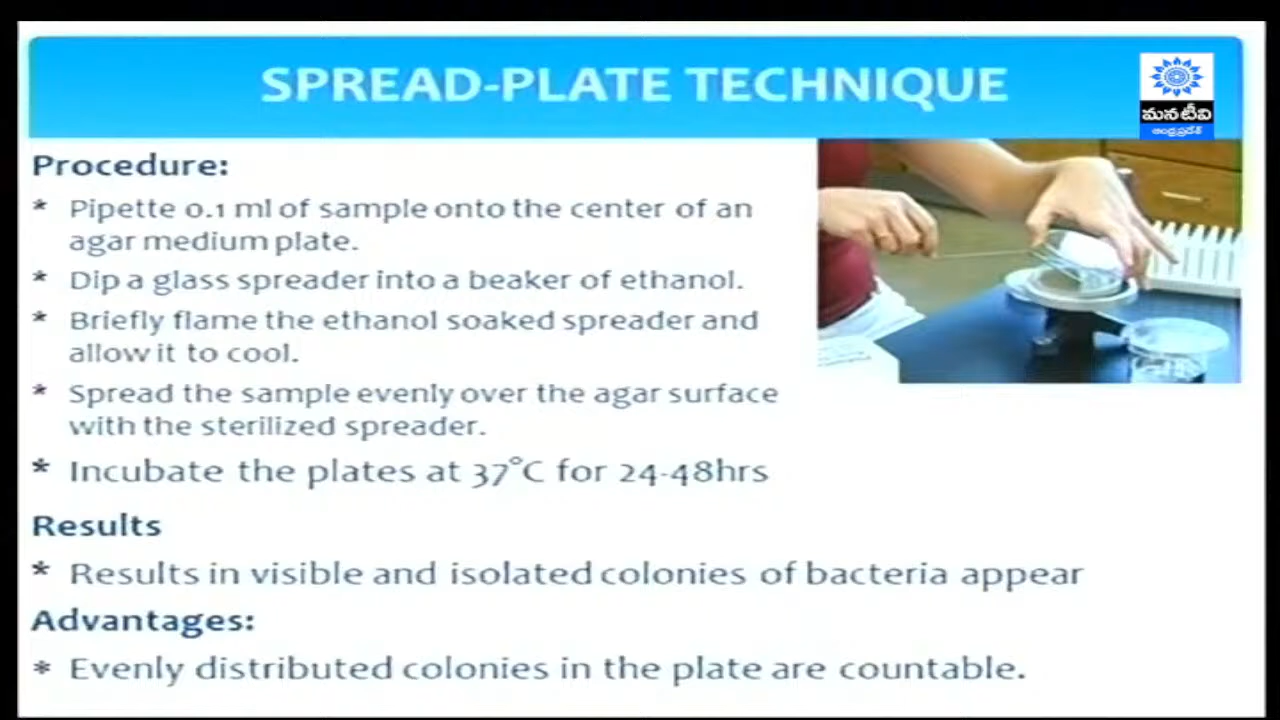 SPREAD-PLATE TECHNIQUE
మనటీవి
ఆంధ్రప్రదేశ్
Procedure:
* Pipette 0.1 ml of sample onto the center of an
agar medium plate.
* Dip a glass spreader into a beaker of ethanol.
* Briefly flame the ethanol soaked spreader and
allow it to cool.
* Spread the sample evenly over the agar surface
with the sterilized spreader.
* Incubate the plates at 37°C for 24-48hrs
Results
* Results in visible and isolated colonies of bacteria appear
Advantages:
* Evenly distributed colonies in the plate are countable.